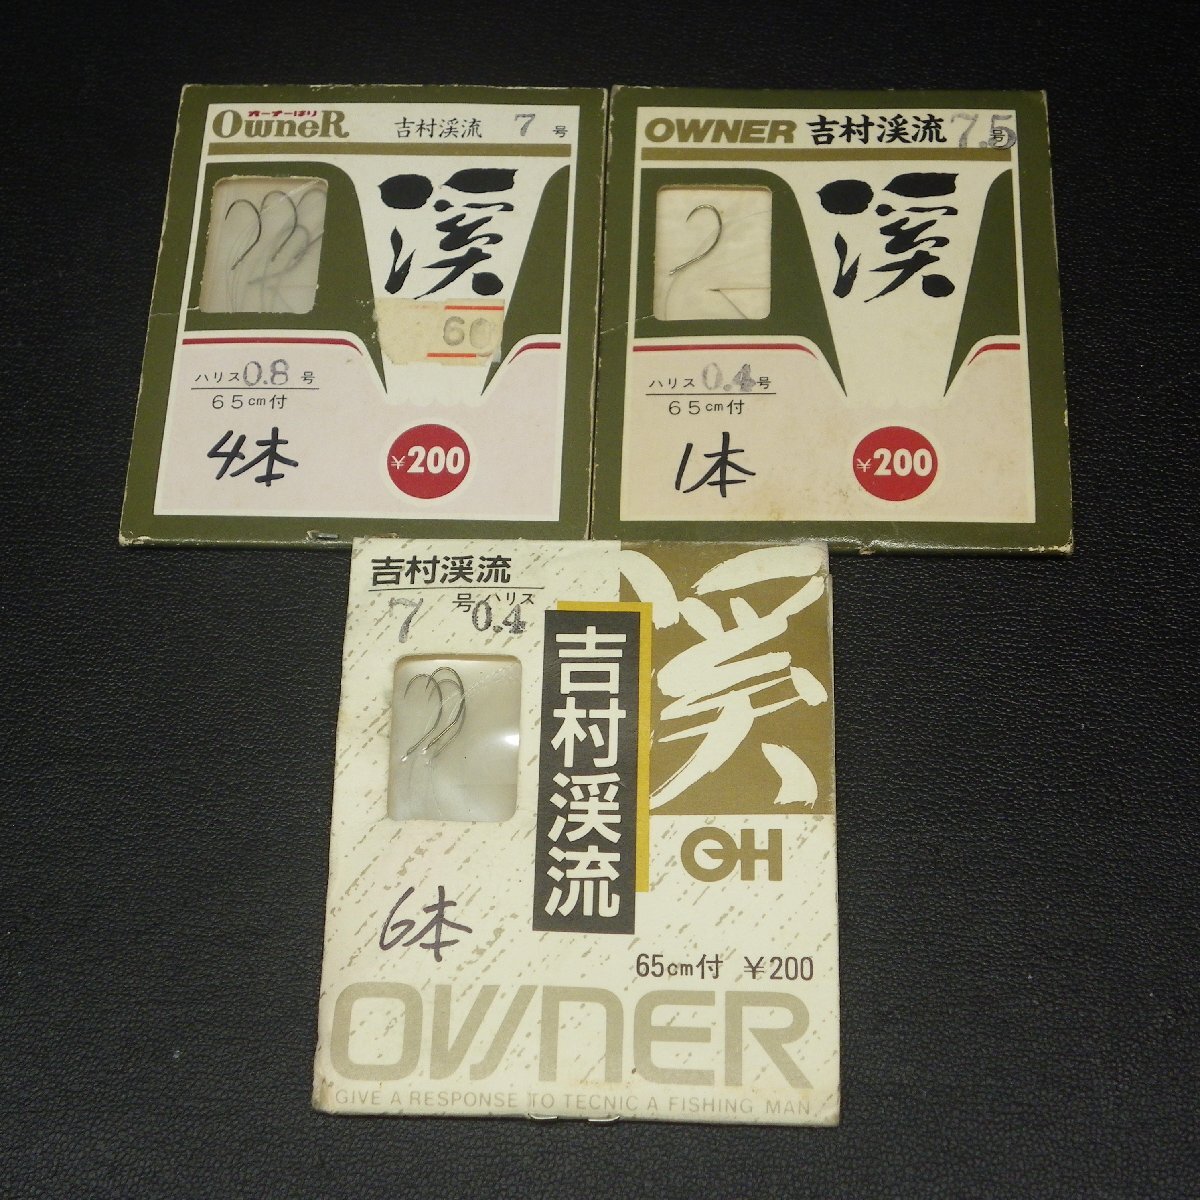 オーナーばり
OwneR 吉村渓流 7 号
渓
60
ハリス 0.8 号
65cm付
4本
¥200
OWNER 吉村渓流 7.5号
渓
ハリス 0.4号
65cm付
1本
¥200
吉村渓流
7号 ハリス 0.4
渓
吉村渓流
OH
6本
65cm付 ¥200
OWNER
GIVE A RESPONSE TO TECNIC A FISHING MAN